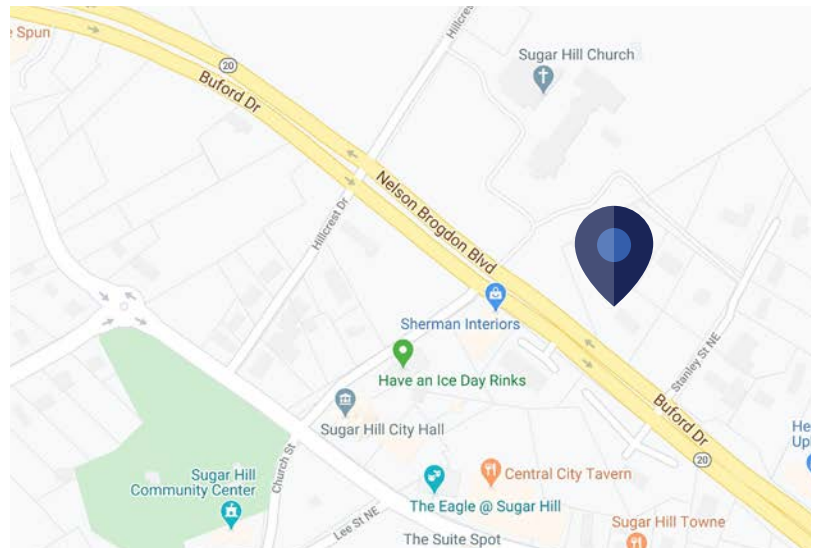 Spun
Hillcrest
20
Buford Dr
Sugar Hill Church
Nelson Brogdon Blvd
Hillcrest Dr
Sherman Interiors
Have an Ice Day Rinks
Stanley St NE
Sugar Hill City Hall
Buford Dr
20
Church St
Sugar Hill
Community Center
Central City Tavern
The Eagle @ Sugar Hill
Lee St NE
The Suite Spot
Sugar Hill Towne